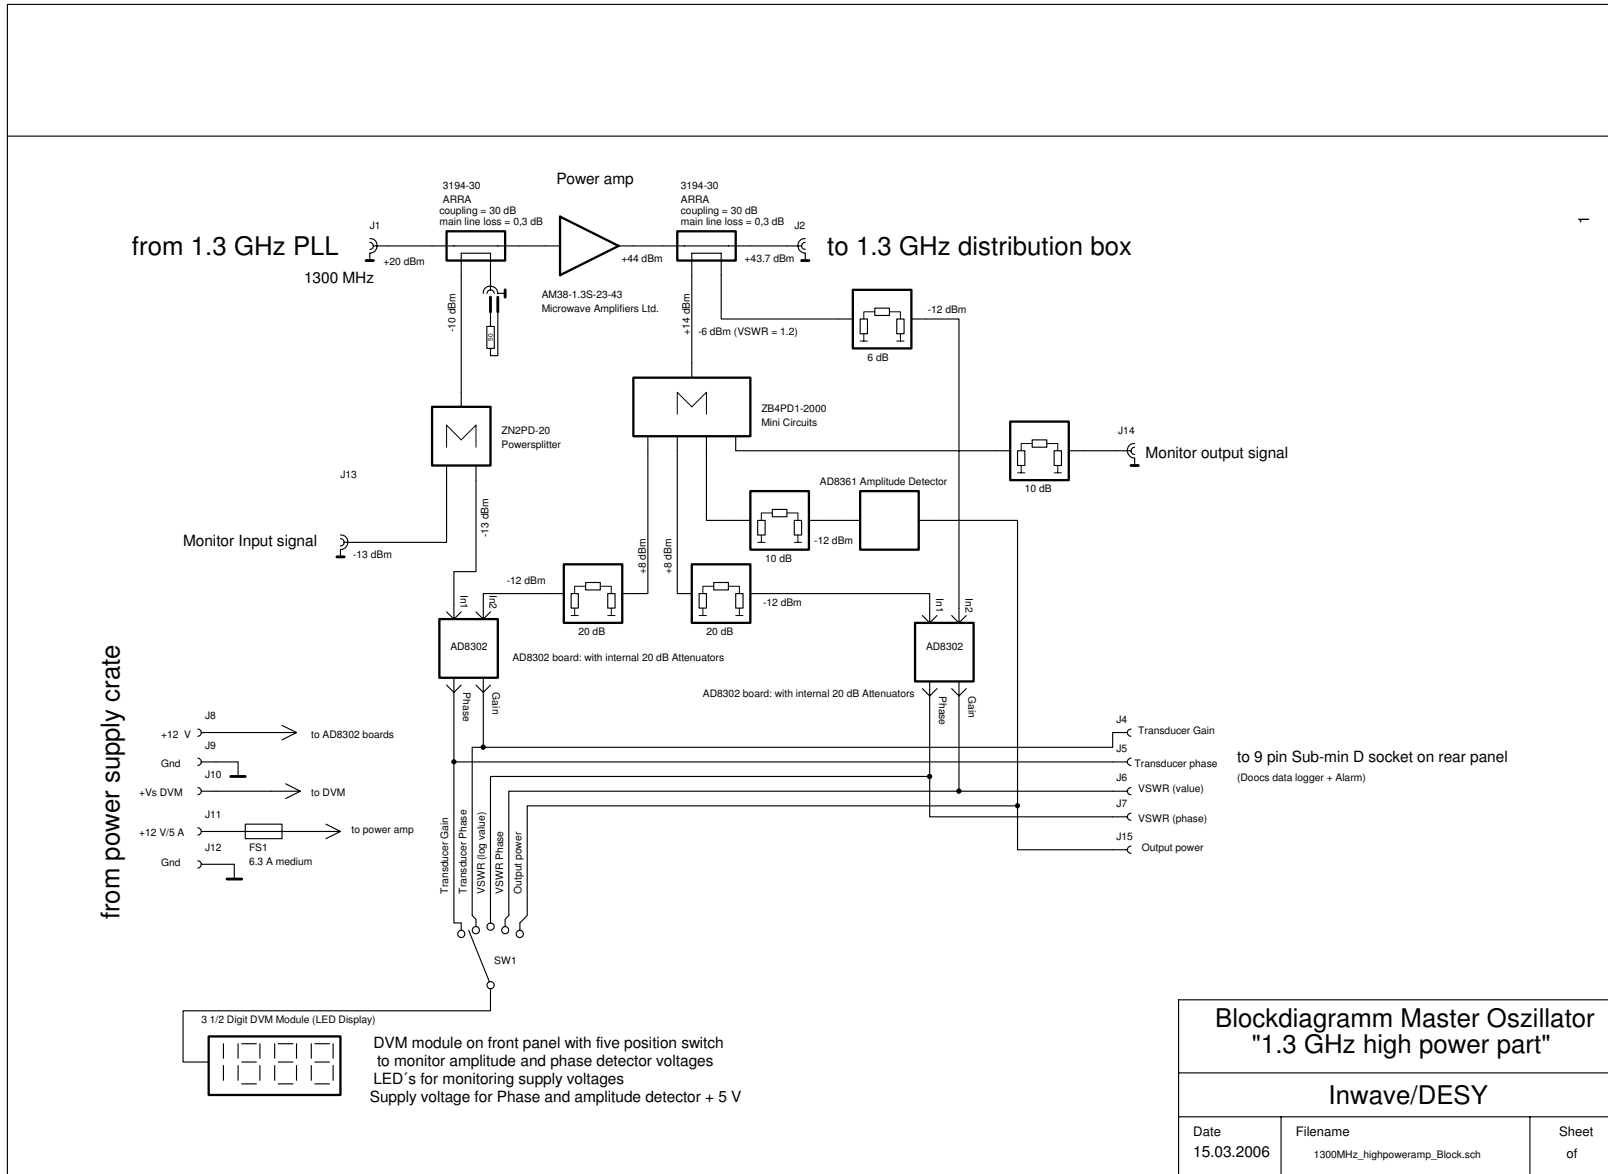 1
Power amp
3194-30
ARRA
coupling = 30 dB
main line loss = 0,3 dB
3194-30
ARRA
coupling = 30 dB
main line loss = 0,3 dB
J1
J2
from 1.3 GHz PLL
1300 MHz
+20 dBm
+44 dBm
+43.7 dBm
to 1.3 GHz distribution box
AM38-1.3S-23-43
Microwave Amplifiers Ltd.
-10 dBm
50
+14 dBm
-6 dBm (VSWR = 1.2)
-12 dBm
6 dB
ZN2PD-20
Powersplitter
ZB4PD1-2000
Mini Circuits
J14
Monitor output signal
10 dB
J13
Monitor Input signal
-13 dBm
-13 dBm
AD8361 Amplitude Detector
10 dB
-12 dBm
+8 dBm
+8 dBm
-12 dBm
20 dB
20 dB
-12 dBm
In1
In2
AD8302
AD8302 board: with internal 20 dB Attenuators
Phase
Gain
In1
In2
AD8302
AD8302 board: with internal 20 dB Attenuators
Phase
Gain
from power supply crate
J8
+12 V
to AD8302 boards
J9
Gnd
J10
+Vs DVM
to DVM
J11
+12 V/5 A
FS1
6.3 A medium
to power amp
J12
Gnd
J4
Transducer Gain
J5
Transducer phase
J6
VSWR (value)
J7
VSWR (phase)
J15
Output power
to 9 pin Sub-min D socket on rear panel
(Doocs data logger + Alarm)
Transducer Gain
Transducer Phase
VSWR (log value)
VSWR Phase
Output power
SW1
3 1/2 Digit DVM Module (LED Display)
DVM module on front panel with five position switch
to monitor amplitude and phase detector voltages
LED´s for monitoring supply voltages
Supply voltage for Phase and amplitude detector + 5 V
Blockdiagramm Master Oszillator
"1.3 GHz high power part"
Inwave/DESY
Date
15.03.2006
Filename
1300MHz_highpoweramp_Block.sch
Sheet
of